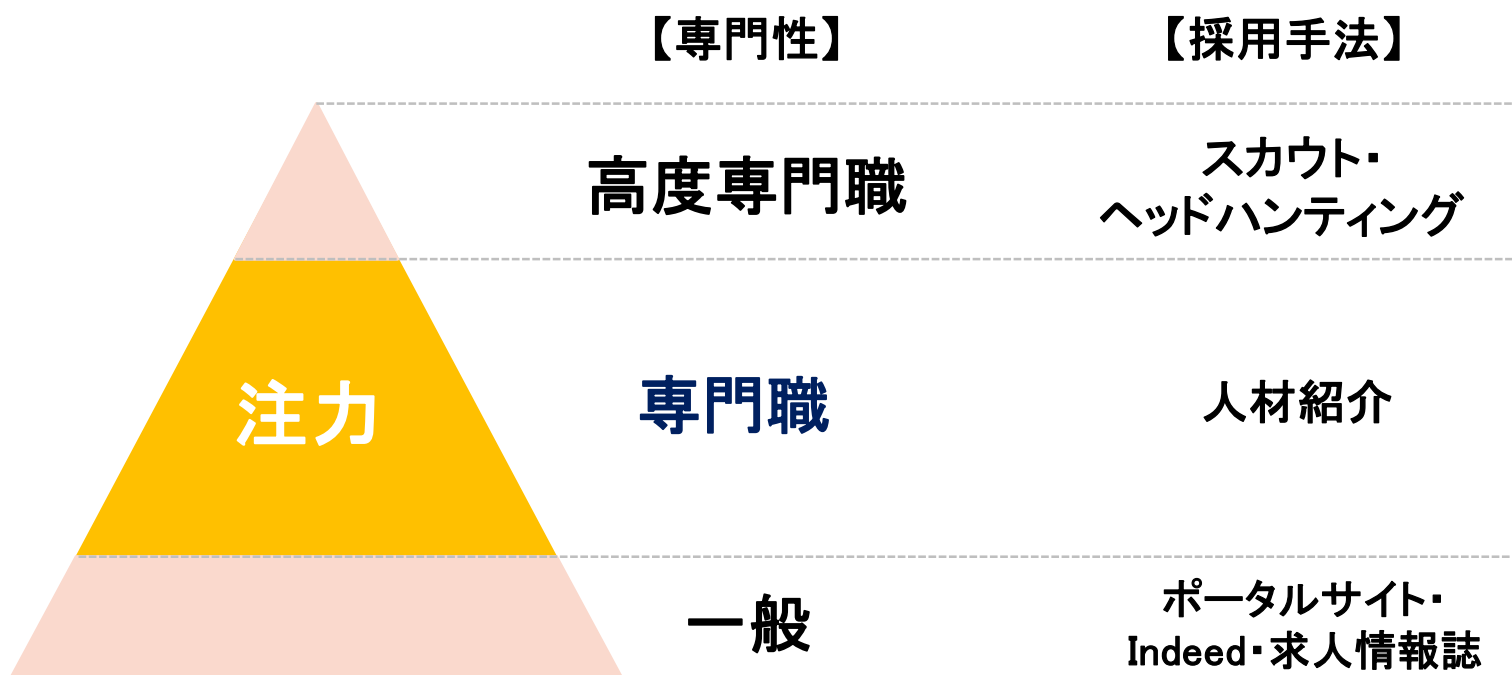 【専門性】
【採用手法】
高度専門職
スカウト・
ヘッドハンティング
注力
専門職
人材紹介
一般
ポータルサイト・
Indeed・求人情報誌